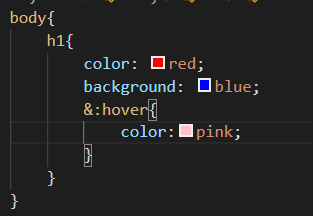 body{
h1{
color: red;
background: blue;
&:hover{
color:pink;
}
}
}